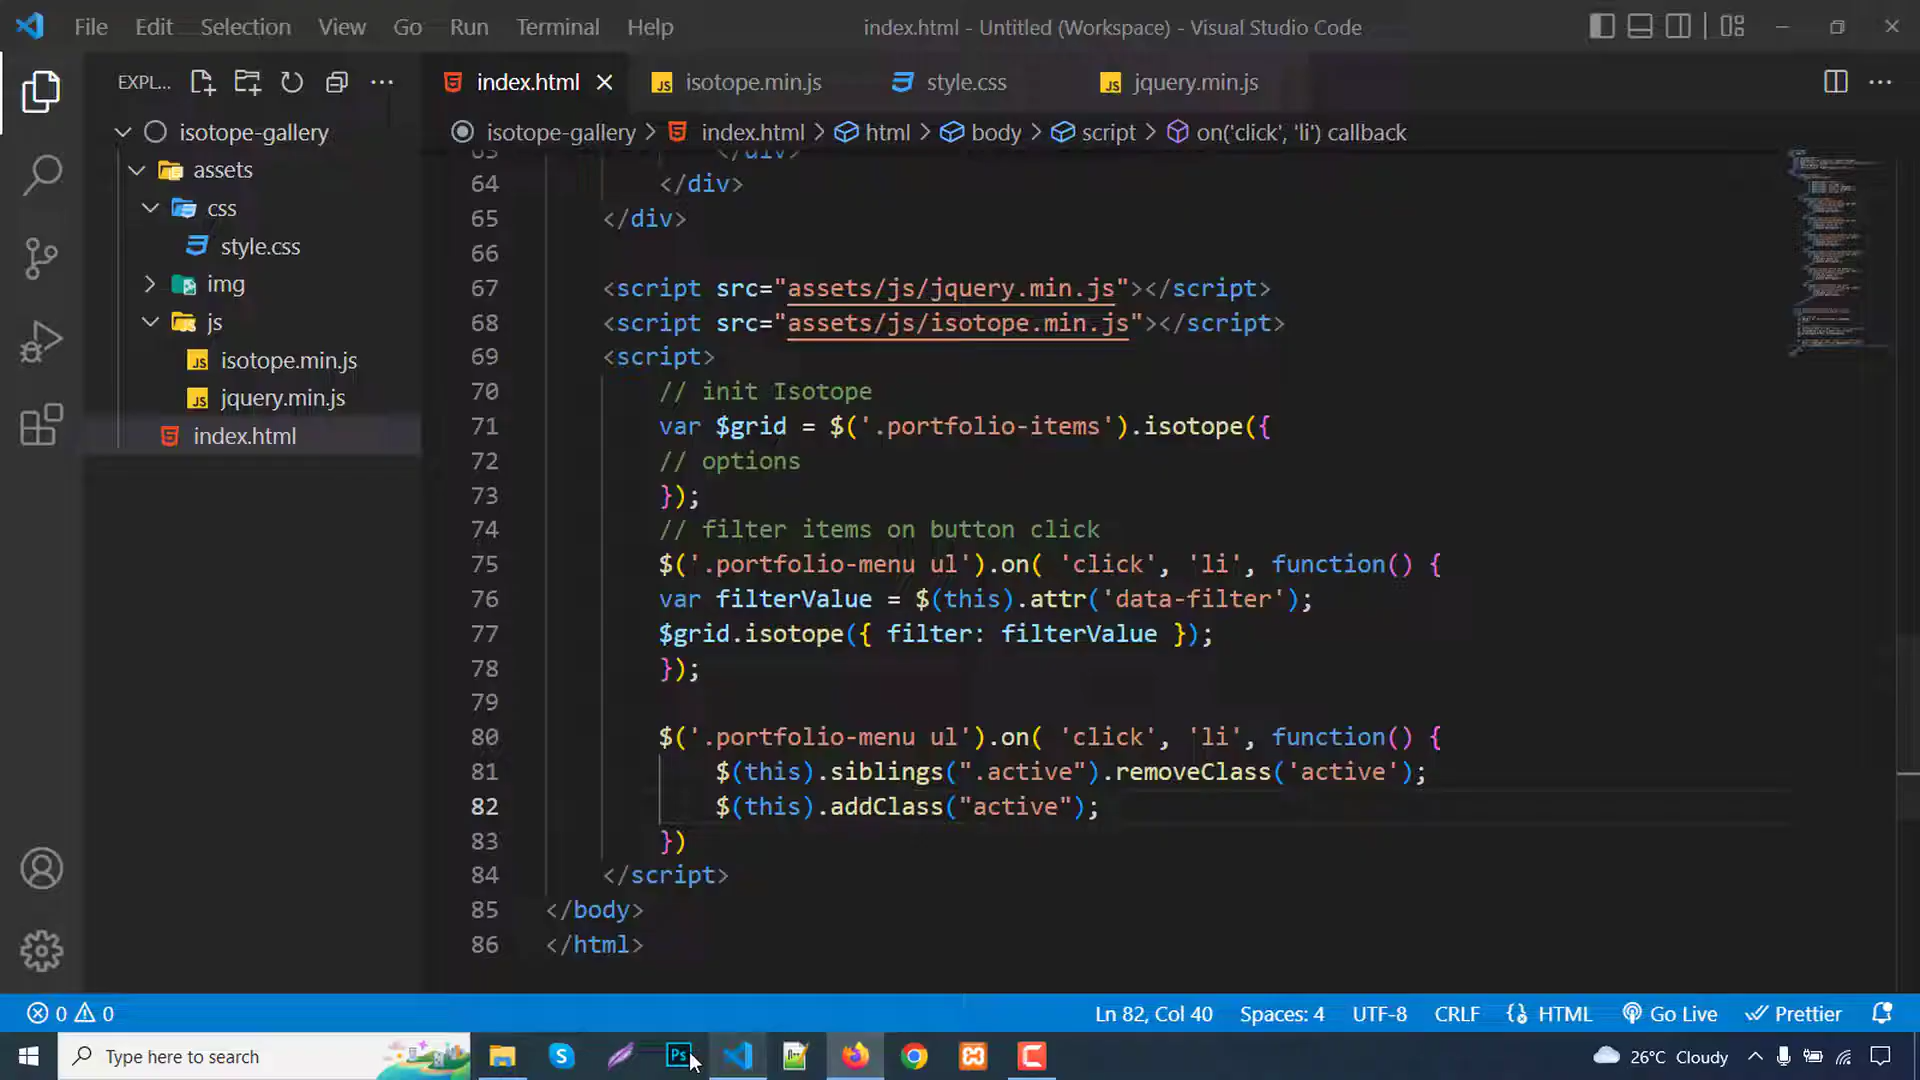 File Edit Selection View Go Run Terminal Help index.html - Untitled (Workspace) - Visual Studio Code
EXPL... index.html isotope.min.js style.css jquery.min.js
isotope-gallery
assets
css
style.css
img
js
isotope.min.js
jquery.min.js
index.html
isotope-gallery > index.html > html > body > script > on('click', 'li') callback
63 </div>
64 </div>
65 </div>
66
67 <script src="assets/js/jquery.min.js"></script>
68 <script src="assets/js/isotope.min.js"></script>
69 <script>
70 // init Isotope
71 var $grid = $('.portfolio-items').isotope({
72 // options
73 });
74 // filter items on button click
75 $('.portfolio-menu ul').on( 'click', 'li', function() {
76 var filterValue = $(this).attr('data-filter');
77 $grid.isotope({ filter: filterValue });
78 });
79
80 $('.portfolio-menu ul').on( 'click', 'li', function() {
81 $(this).siblings(".active").removeClass('active');
82 $(this).addClass("active");
83 })
84 </script>
85 </body>
86 </html>
0 0 Ln 82, Col 40 Spaces: 4 UTF-8 CRLF HTML Go Live Prettier
Type here to search 26°C Cloudy